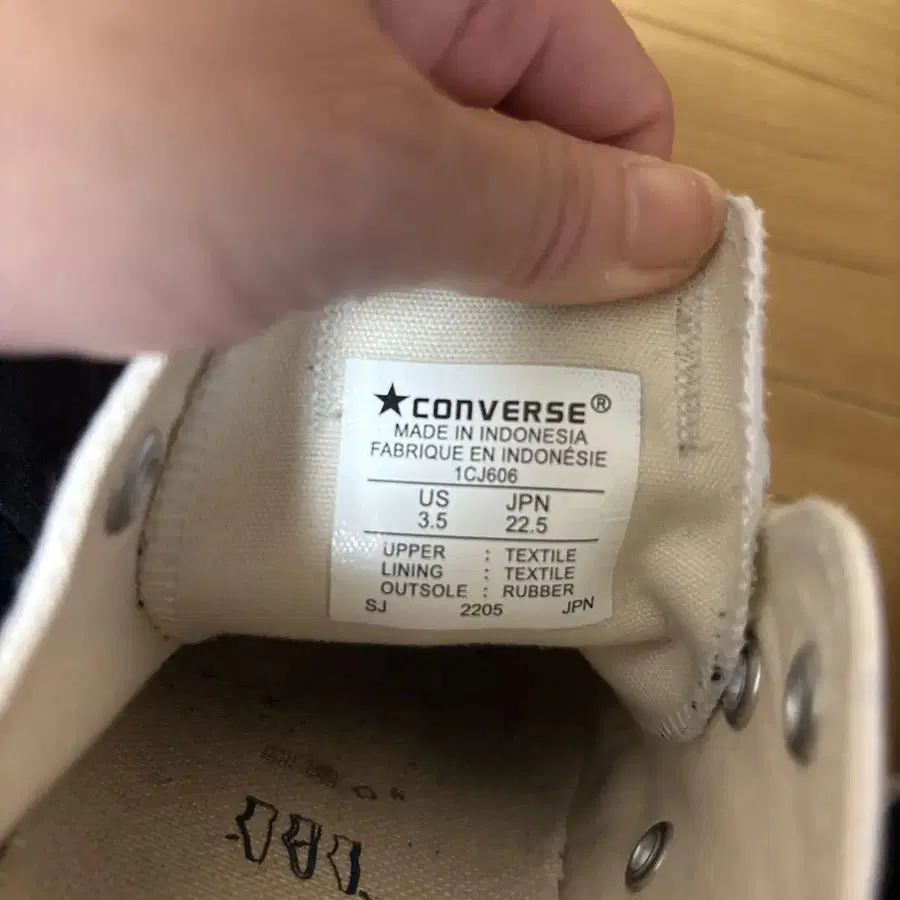 ★CONVERSE®
MADE IN INDONESIA
FABRIQUE EN INDONÉSIE
1CJ606
US JPN
3.5 22.5
UPPER : TEXTILE
LINING : TEXTILE
OUTSOLE : RUBBER
SJ 2205 JPN